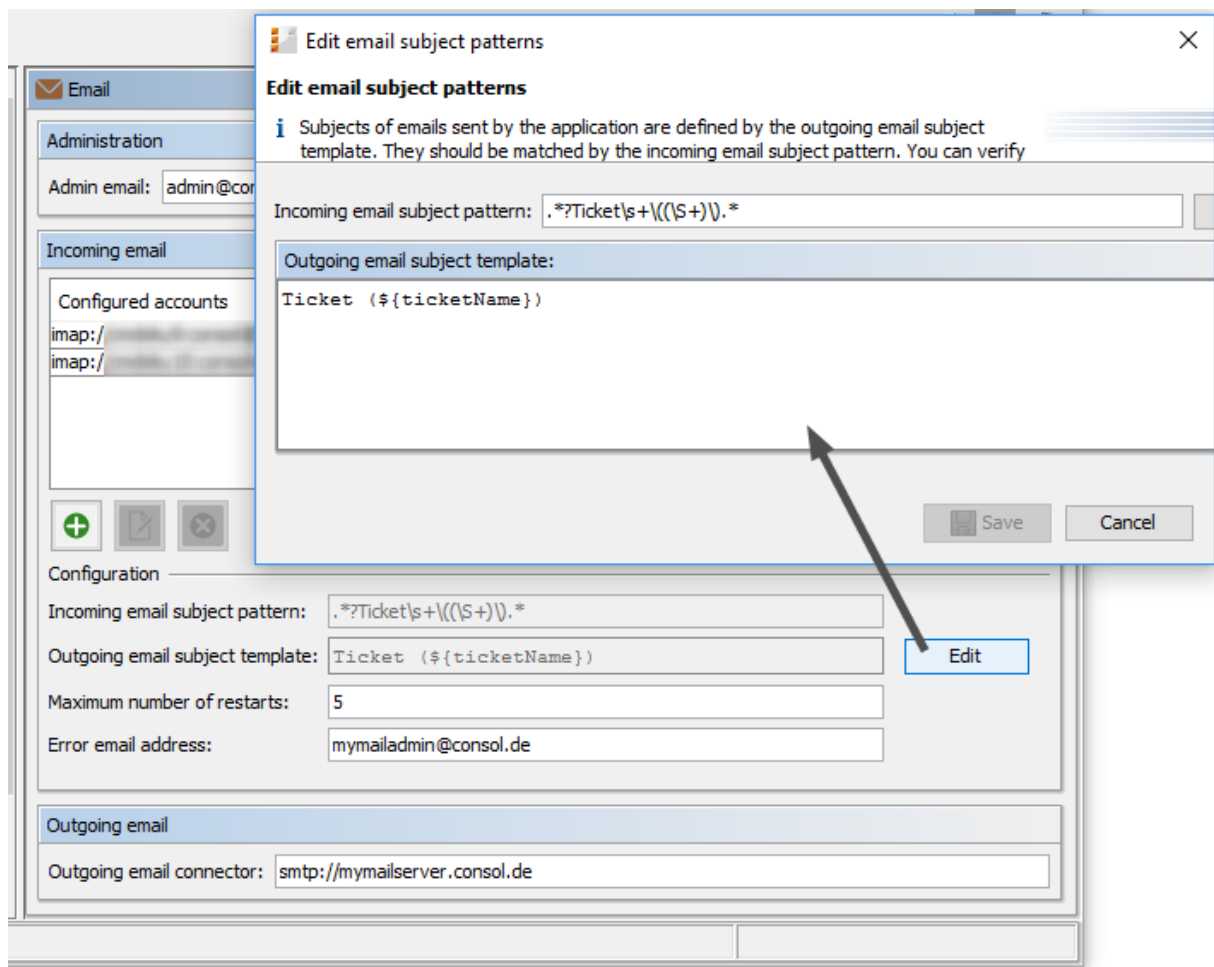 Edit email subject patterns
Edit email subject patterns
Subjects of emails sent by the application are defined by the outgoing email subject
template. They should be matched by the incoming email subject pattern. You can verify
Incoming email subject pattern: .*?Ticket\s+\((\S+)\).*
Outgoing email subject template:
Ticket (${ticketName})
Save Cancel
Email
Administration
Admin email: admin@con
Incoming email
Configured accounts
imap:/
imap:/
Configuration
Incoming email subject pattern: .*?Ticket\s+\((\S+)\).*
Outgoing email subject template: Ticket (${ticketName}) Edit
Maximum number of restarts: 5
Error email address: mymailadmin@consol.de
Outgoing email
Outgoing email connector: smtp://mymailserver.consol.de